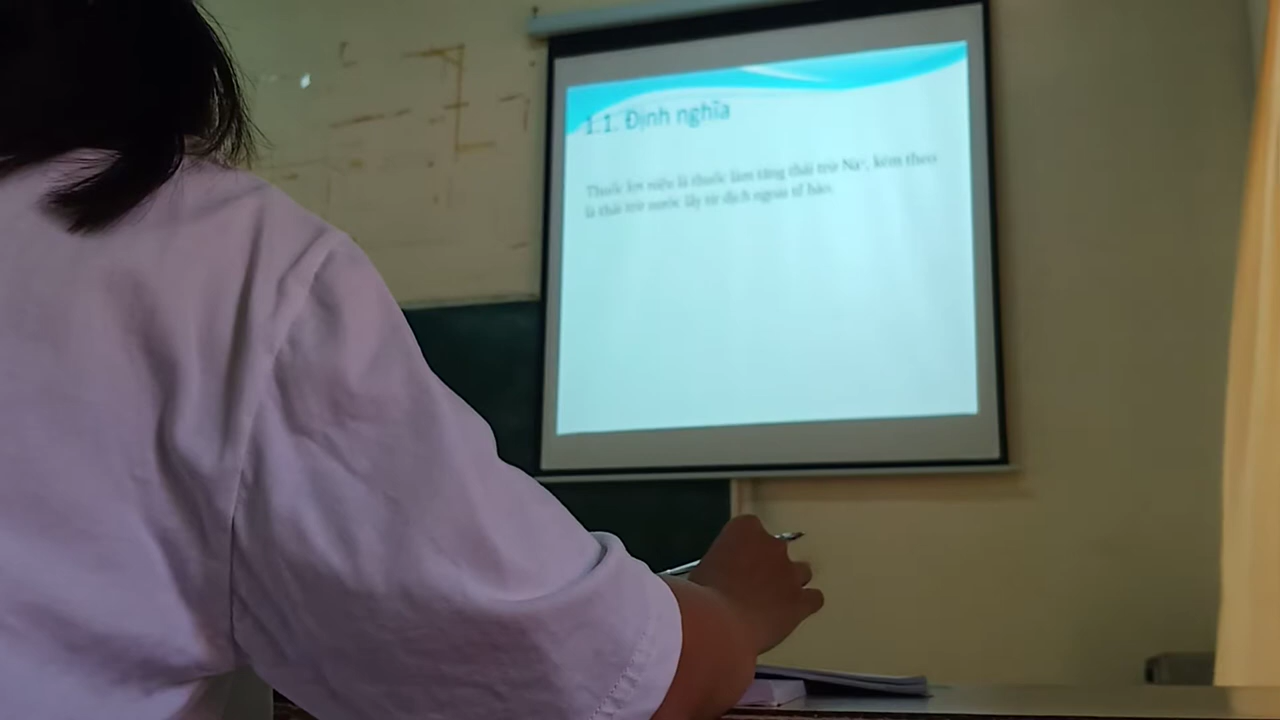 1.1. Định nghĩa
Thuốc lợi niệu là thuốc làm tăng thải trừ Na⁺, kèm theo
là thải trừ nước lấy từ dịch ngoại tế bào.